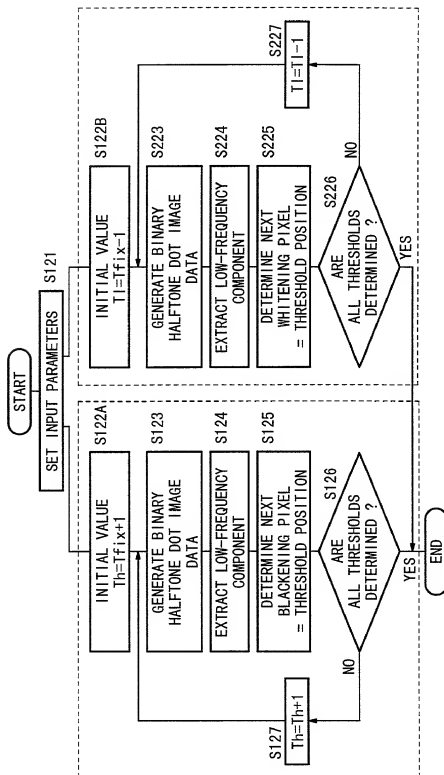 START
SET INPUT PARAMETERS
S121
INITIAL VALUE
Th=Tfix+1
S122A
GENERATE BINARY
HALFTONE DOT IMAGE
DATA
S123
EXTRACT LOW-FREQUENCY
COMPONENT
S124
DETERMINE NEXT
BLACKENING PIXEL
= THRESHOLD POSITION
S125
ARE
ALL THRESHOLDS
DETERMINED ?
S126
NO
YES
S127
Th=Th+1
INITIAL VALUE
Tl=Tfix-1
S122B
GENERATE BINARY
HALFTONE DOT IMAGE
DATA
S223
EXTRACT LOW-FREQUENCY
COMPONENT
S224
DETERMINE NEXT
WHITENING PIXEL
= THRESHOLD POSITION
S225
ARE
ALL THRESHOLDS
DETERMINED ?
S226
NO
YES
S227
Tl=Tl-1
END